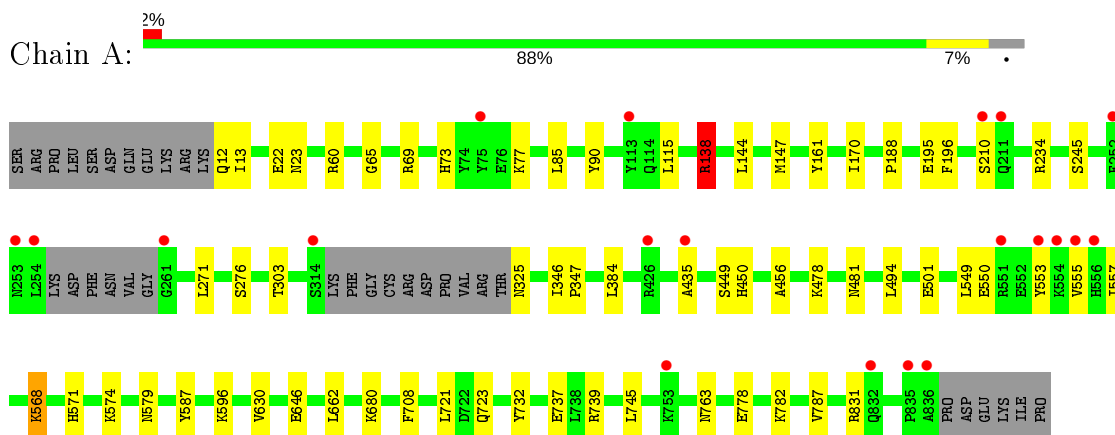 2%
Chain A:
88% 7% •
SER ARG PRO LEU SER ASP GLN GLU LYS ARG LYS Q12 I13 E22 N23 R60 G65 R69 H73 Y74 Y75 E76 K77 L85 Y90 Y113 Q114 L115 R138 L144 M147 Y161 I170 P188 E195 F196 S210 Q211 R234 S245 E252
N253 L254 LYS ASP PHE ASN VAL GLY G261 L271 S276 T303 S314 LYS PHE GLY CYS ARG ASP PRO VAL ARG THR N325 I346 P347 L384 R426 A435 S449 H450 A456 K478 N481 L494 E501 L549 E550 R551 E552 Y553 K554 V555 H556 I557
K568 H571 K574 N579 Y587 K596 V630 E646 L662 K680 F708 L721 D722 Q723 Y732 E737 L738 R739 L745 K753 N763 E778 K782 V787 R831 Q832 P835 A836 PRO ASP GLU LYS ILE PRO